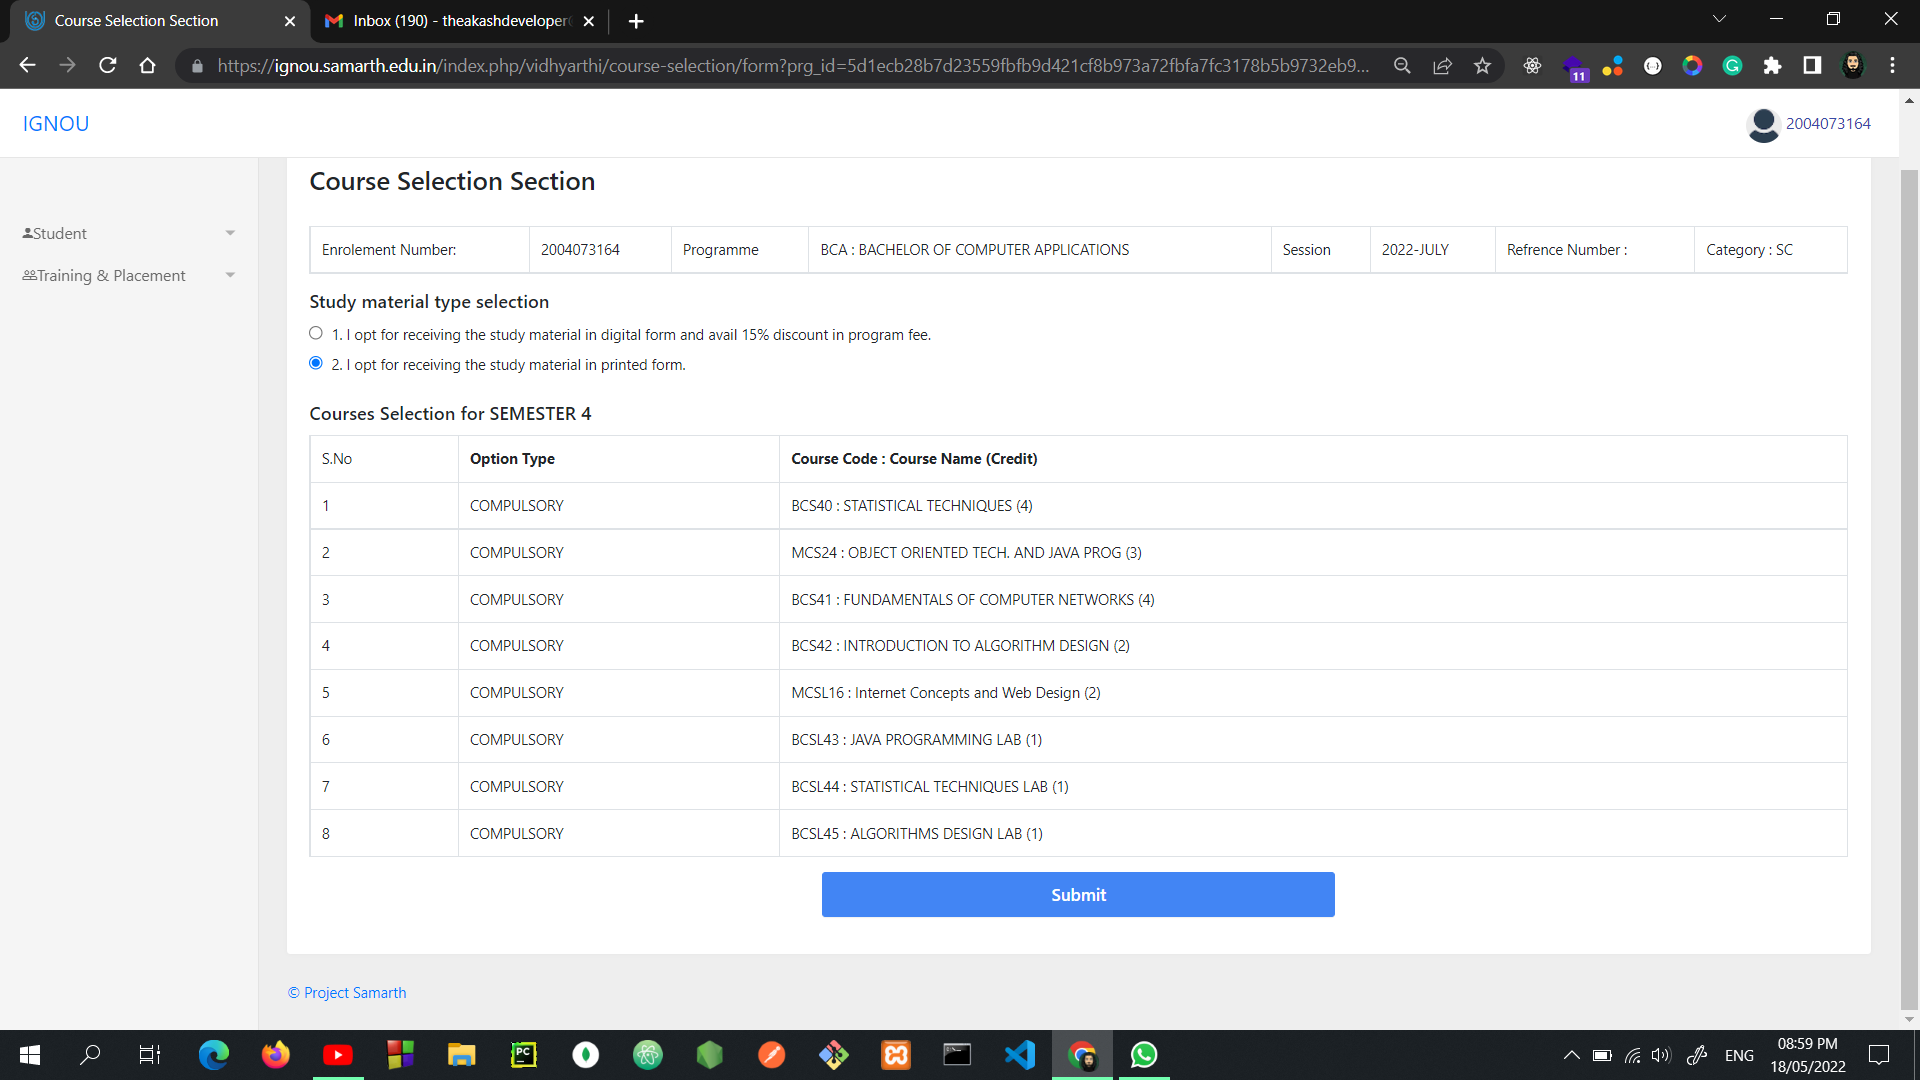 Course Selection Section
Inbox (190) - theakashdeveloper
https://ignou.samarth.edu.in/index.php/vidhyarthi/course-selection/form?prg_id=5d1ecb28b7d23559fbfb9d421cf8b973a72fbfa7fc3178b5b9732eb9...
11
IGNOU
2004073164
Student
Training & Placement
Course Selection Section
Enrolement Number: 2004073164 Programme BCA : BACHELOR OF COMPUTER APPLICATIONS Session 2022-JULY Refrence Number : Category : SC
Study material type selection
1. I opt for receiving the study material in digital form and avail 15% discount in program fee.
2. I opt for receiving the study material in printed form.
Courses Selection for SEMESTER 4
S.No Option Type Course Code : Course Name (Credit)
1 COMPULSORY BCS40 : STATISTICAL TECHNIQUES (4)
2 COMPULSORY MCS24 : OBJECT ORIENTED TECH. AND JAVA PROG (3)
3 COMPULSORY BCS41 : FUNDAMENTALS OF COMPUTER NETWORKS (4)
4 COMPULSORY BCS42 : INTRODUCTION TO ALGORITHM DESIGN (2)
5 COMPULSORY MCSL16 : Internet Concepts and Web Design (2)
6 COMPULSORY BCSL43 : JAVA PROGRAMMING LAB (1)
7 COMPULSORY BCSL44 : STATISTICAL TECHNIQUES LAB (1)
8 COMPULSORY BCSL45 : ALGORITHMS DESIGN LAB (1)
Submit
© Project Samarth
PC
ENG
08:59 PM
18/05/2022